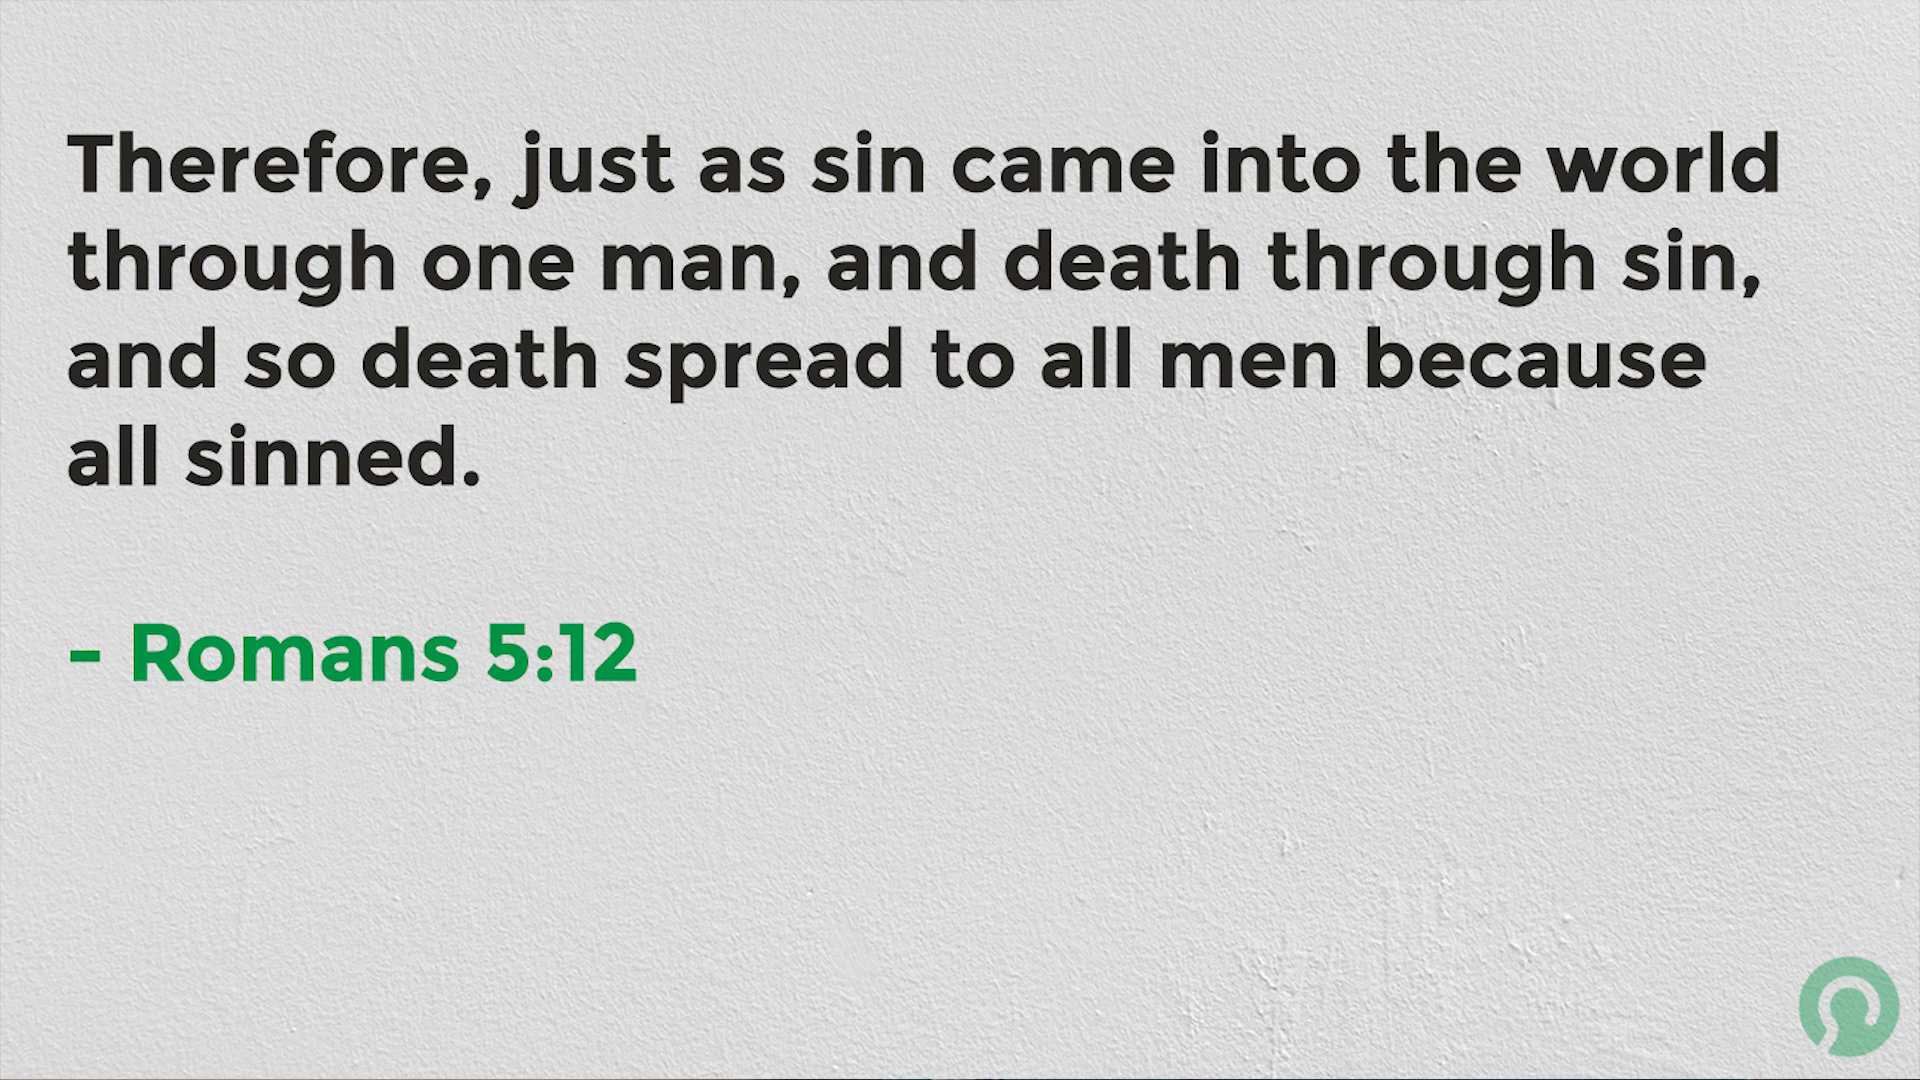 Therefore, just as sin came into the world
through one man, and death through sin,
and so death spread to all men because
all sinned.
- Romans 5:12